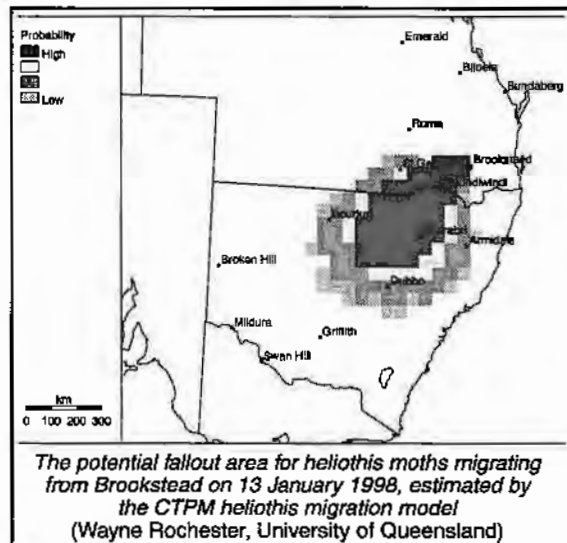 Probability
High
Low
Emerald
Biloela
Bundaberg
Roma
Brookstead
Armidale
Broken Hill
Dubbo
Mildura
Griffith
Swan Hill
km
0 100 200 300
The potential fallout area for heliothis moths migrating
from Brookstead on 13 January 1998, estimated by
the CTPM heliothis migration model
(Wayne Rochester, University of Queensland)